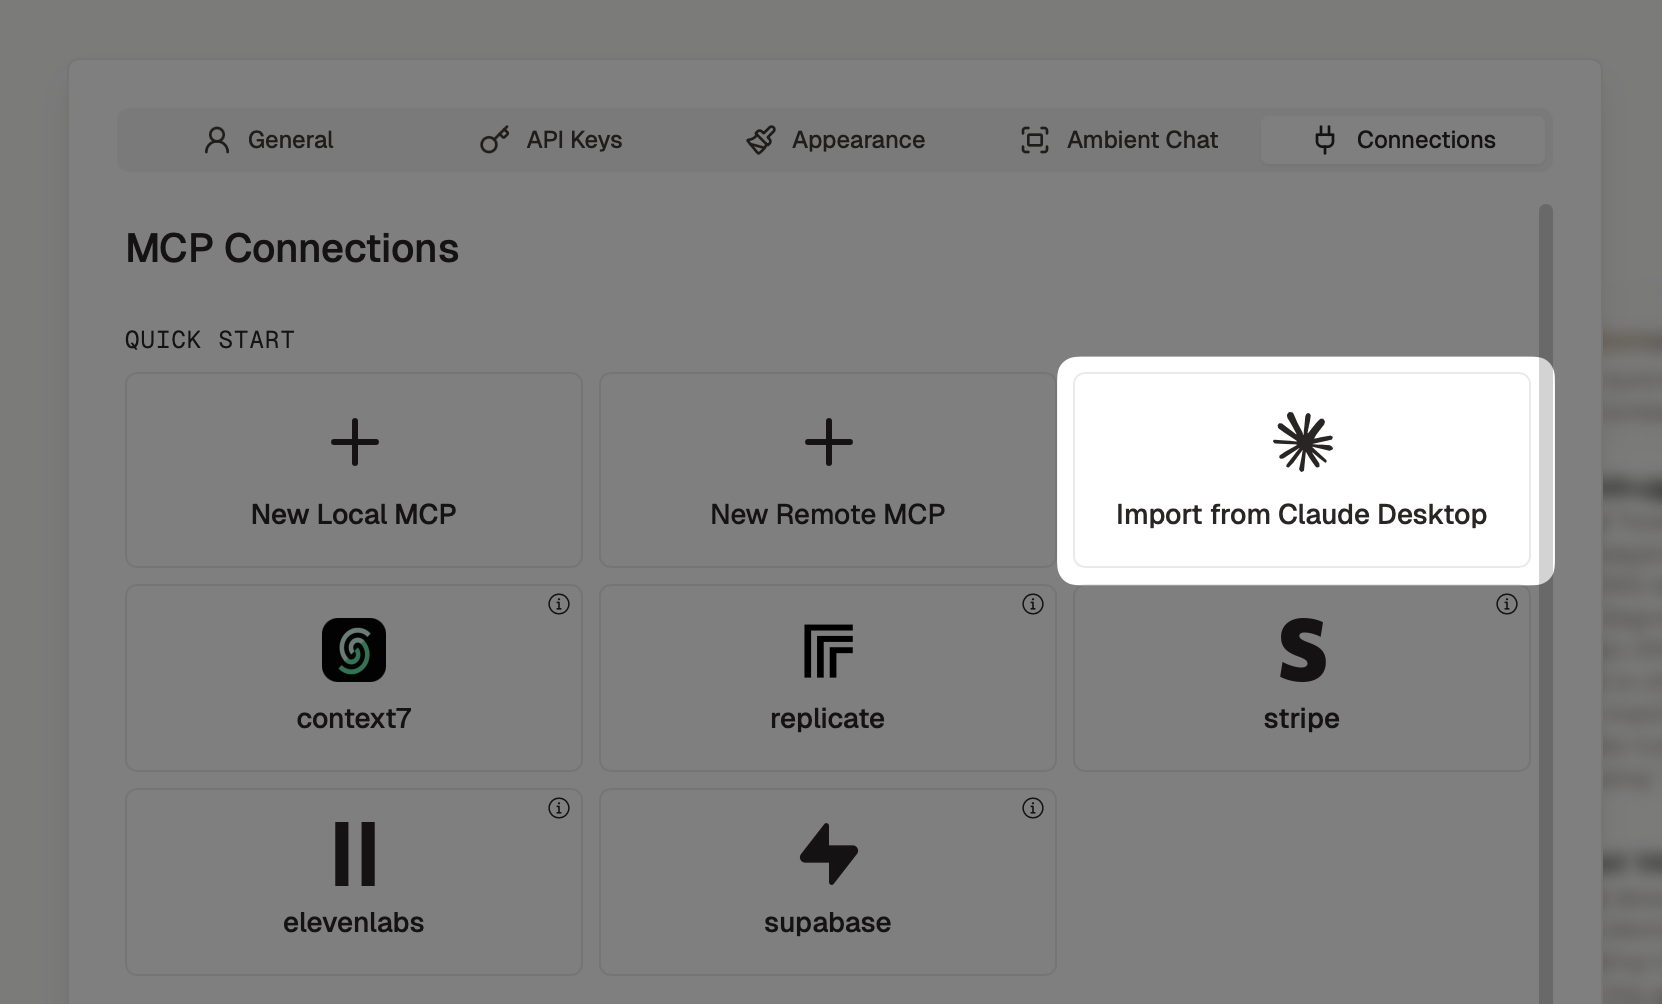 General
API Keys
Appearance
Ambient Chat
Connections
MCP Connections
QUICK START
New Local MCP
New Remote MCP
Import from Claude Desktop
context7
replicate
stripe
elevenlabs
supabase